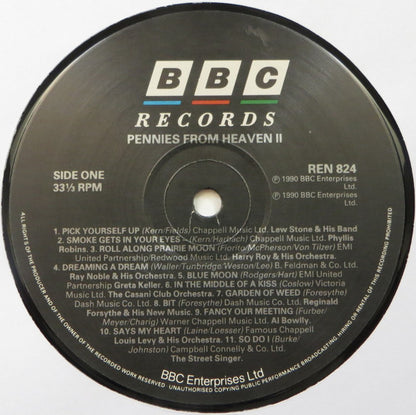 BBC
RECORDS
PENNIES FROM HEAVEN II
SIDE ONE
33⅓ RPM
REN 824
Ⓟ 1990 BBC Enterprises
Ltd.
© 1990 BBC Enterprises
Ltd.
1. PICK YOURSELF UP (Kern/Fields) Chappell Music Ltd. Lew Stone & His Band
2. SMOKE GETS IN YOUR EYES (Kern/Harbach) Chappell Music Ltd. Phyllis
Robins. 3. ROLL ALONG PRAIRIE MOON (Fiorito/McPherson/Von Tilzer) EMI
United Partnership/Redwood Music Ltd. Harry Roy & His Orchestra.
4. DREAMING A DREAM (Waller/Tunbridge/Weston/Lee) B. Feldman & Co. Ltd.
Ray Noble & His Orchestra. 5. BLUE MOON (Rodgers/Hart) EMI United
Partnership Greta Keller. 6. IN THE MIDDLE OF A KISS (Coslow) Victoria
Music Ltd. The Casani Club Orchestra. 7. GARDEN OF WEED (Foresythe)
Dash Music Co. Ltd. 8. BIT (Foresythe) Dash Music Co. Ltd. Reginald
Forsythe & His New Music. 9. FANCY OUR MEETING (Furber/
Meyer/Charig) Warner Chappell Music Ltd. Al Bowlly.
10. SAYS MY HEART (Laine/Loesser) Famous Chappell
Louis Levy & His Orchestra. 11. SO DO I (Burke/
Johnston) Campbell Connelly & Co. Ltd.
The Street Singer.
BBC Enterprises Ltd
ALL RIGHTS OF THE PRODUCER AND OF THE OWNER OF THE RECORDED WORK RESERVED. UNAUTHORISED COPYING PUBLIC PERFORMANCE BROADCASTING, HIRING OR RENTAL OF THIS RECORDING PROHIBITED